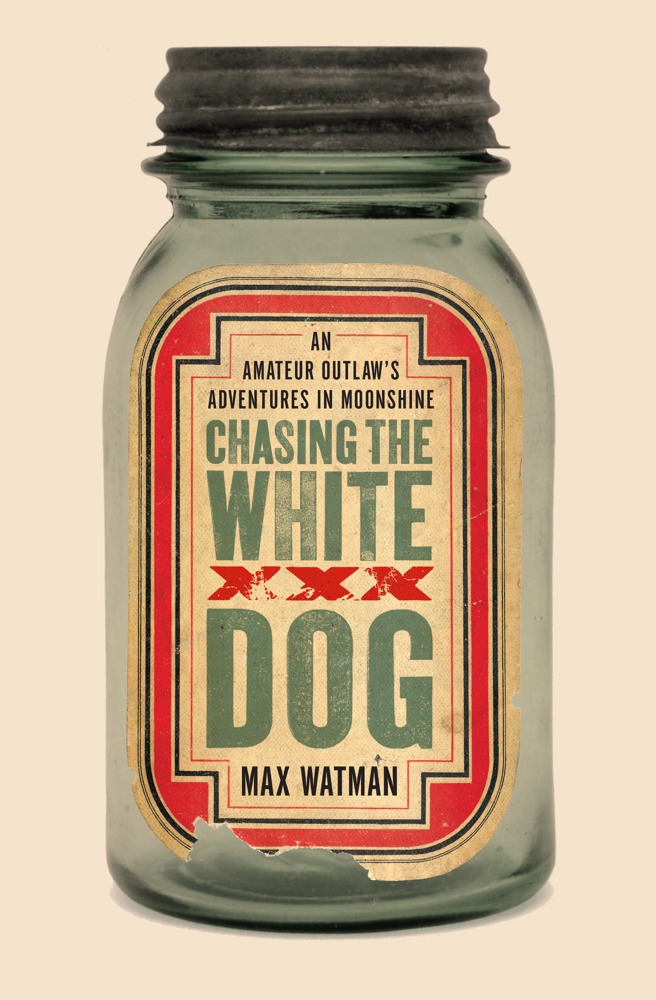 AN
AMATEUR OUTLAW'S
ADVENTURES IN MOONSHINE
CHASING THE
WHITE
XXX
DOG
MAX WATMAN